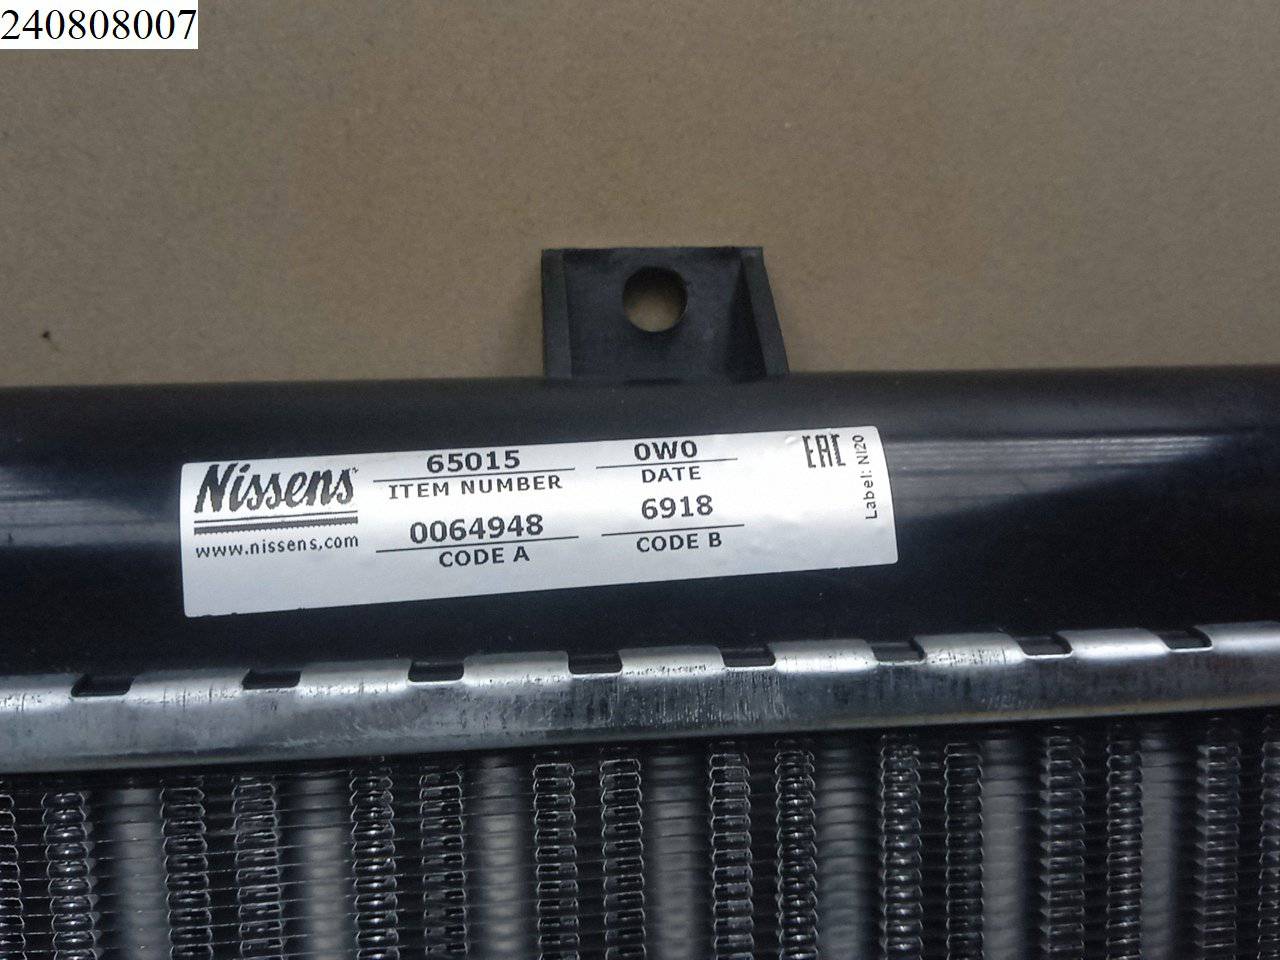 240808007
Nissens
www.nissens.com
65015
ITEM NUMBER
0064948
CODE A
0W0
DATE
6918
CODE B
EAC
Label: NI20